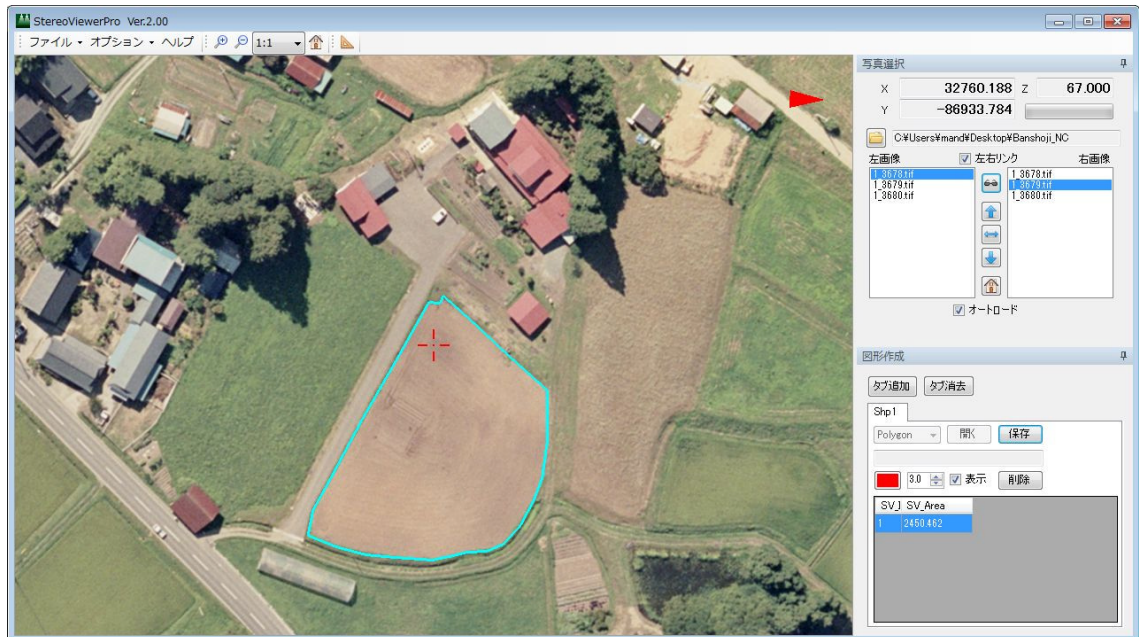 StereoViewerPro Ver.2.00
ファイル オプション ヘルプ 1:1
写真選択
X 32760.188 Z 67.000
Y -86933.784
C:¥Users¥mand¥Desktop¥Banshoji_NC
左画像 左右リンク 右画像
1_3678.tif 1_3678.tif
1_3679.tif 1_3679.tif
1_3680.tif 1_3680.tif
オートロード
図形作成
タブ追加 タブ消去
Shp1
Polygon 開く 保存
3.0 表示 削除
SV_I SV_Area
1 2450.462